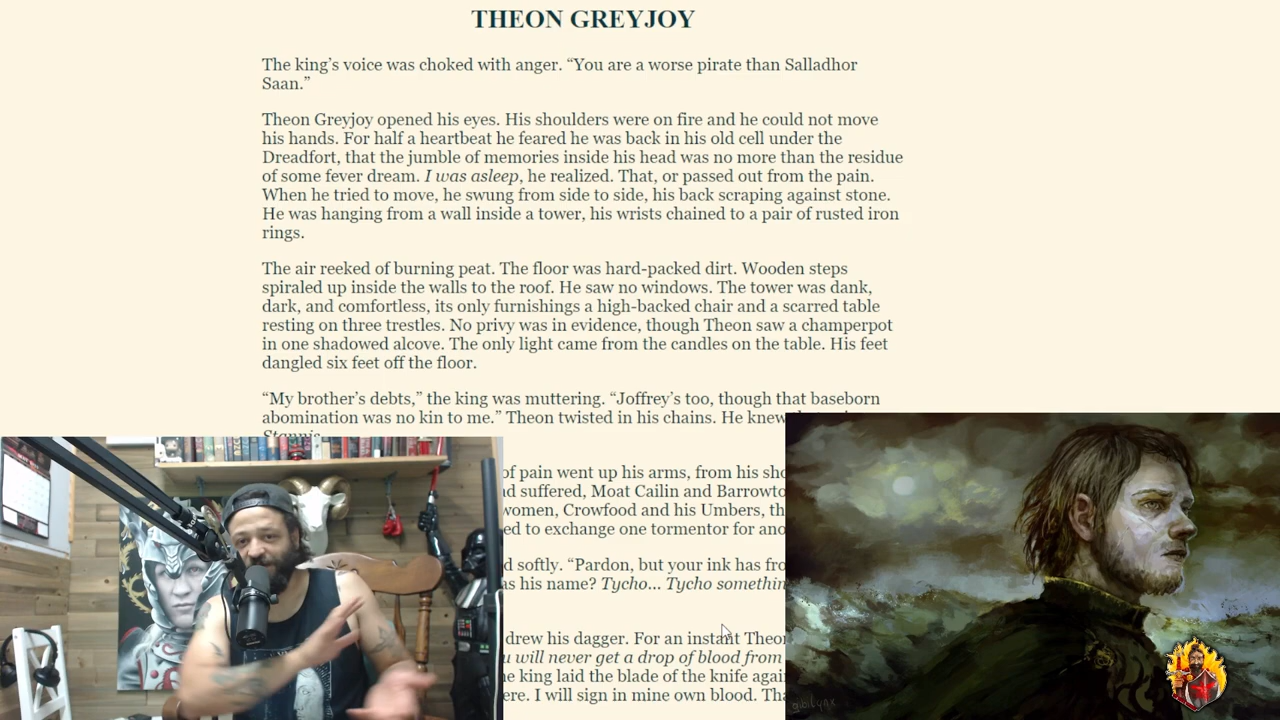 THEON GREYJOY
The king’s voice was choked with anger. “You are a worse pirate than Salladhor
Saan.”
Theon Greyjoy opened his eyes. His shoulders were on fire and he could not move
his hands. For half a heartbeat he feared he was back in his old cell under the
Dreadfort, that the jumble of memories inside his head was no more than the residue
of some fever dream. I was asleep, he realized. That, or passed out from the pain.
When he tried to move, he swung from side to side, his back scraping against stone.
He was hanging from a wall inside a tower, his wrists chained to a pair of rusted iron
rings.
The air reeked of burning peat. The floor was hard-packed dirt. Wooden steps
spiraled up inside the walls to the roof. He saw no windows. The tower was dank,
dark, and comfortless, its only furnishings a high-backed chair and a scarred table
resting on three trestles. No privy was in evidence, though Theon saw a champerpot
in one shadowed alcove. The only light came from the candles on the table. His feet
dangled six feet off the floor.
“My brother’s debts,” the king was muttering. “Joffrey’s too, though that baseborn
abomination was no kin to me.” Theon twisted in his chains. He knew
Stannis
of pain went up his arms, from his
suffered, Moat Cailin and
women, Crowfood and his Umbers,
to exchange one tormentor for
softly. “Pardon, but your ink has
his name? Tycho... Tycho
drew his dagger. For an instant
will never get a drop of blood from
king laid the blade of the knife
I will sign in mine own blood.
gibiLynx